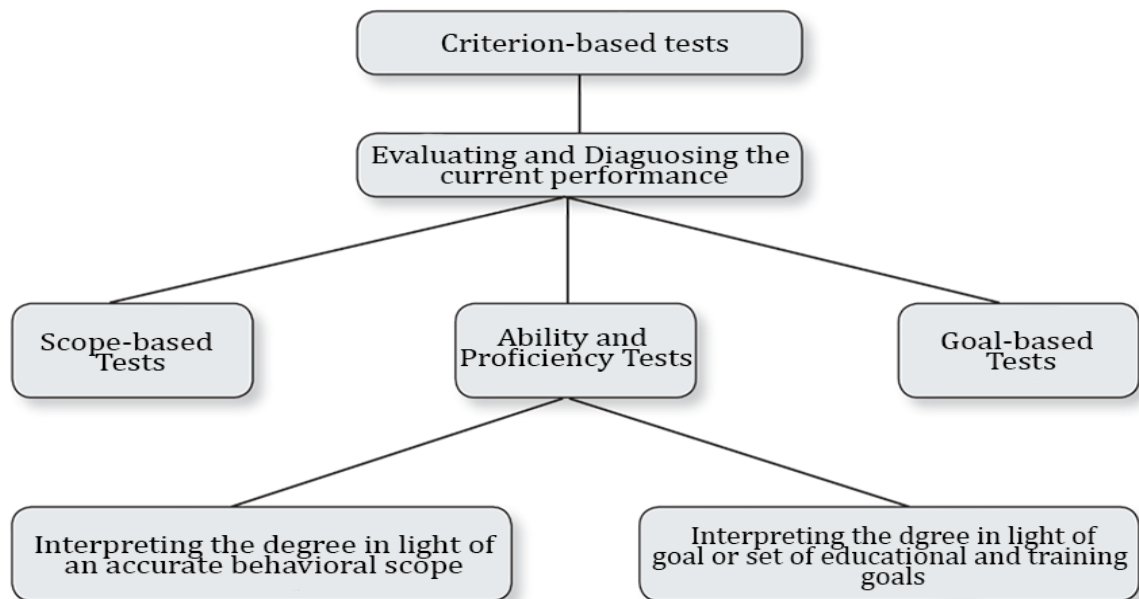 Criterion-based tests
Evaluating and Diaguosing the
current performance
Scope-based
Tests
Ability and
Proficiency Tests
Goal-based
Tests
Interpreting the degree in light of
an accurate behavioral scope
Interpreting the dgree in light of
goal or set of educational and training
goals